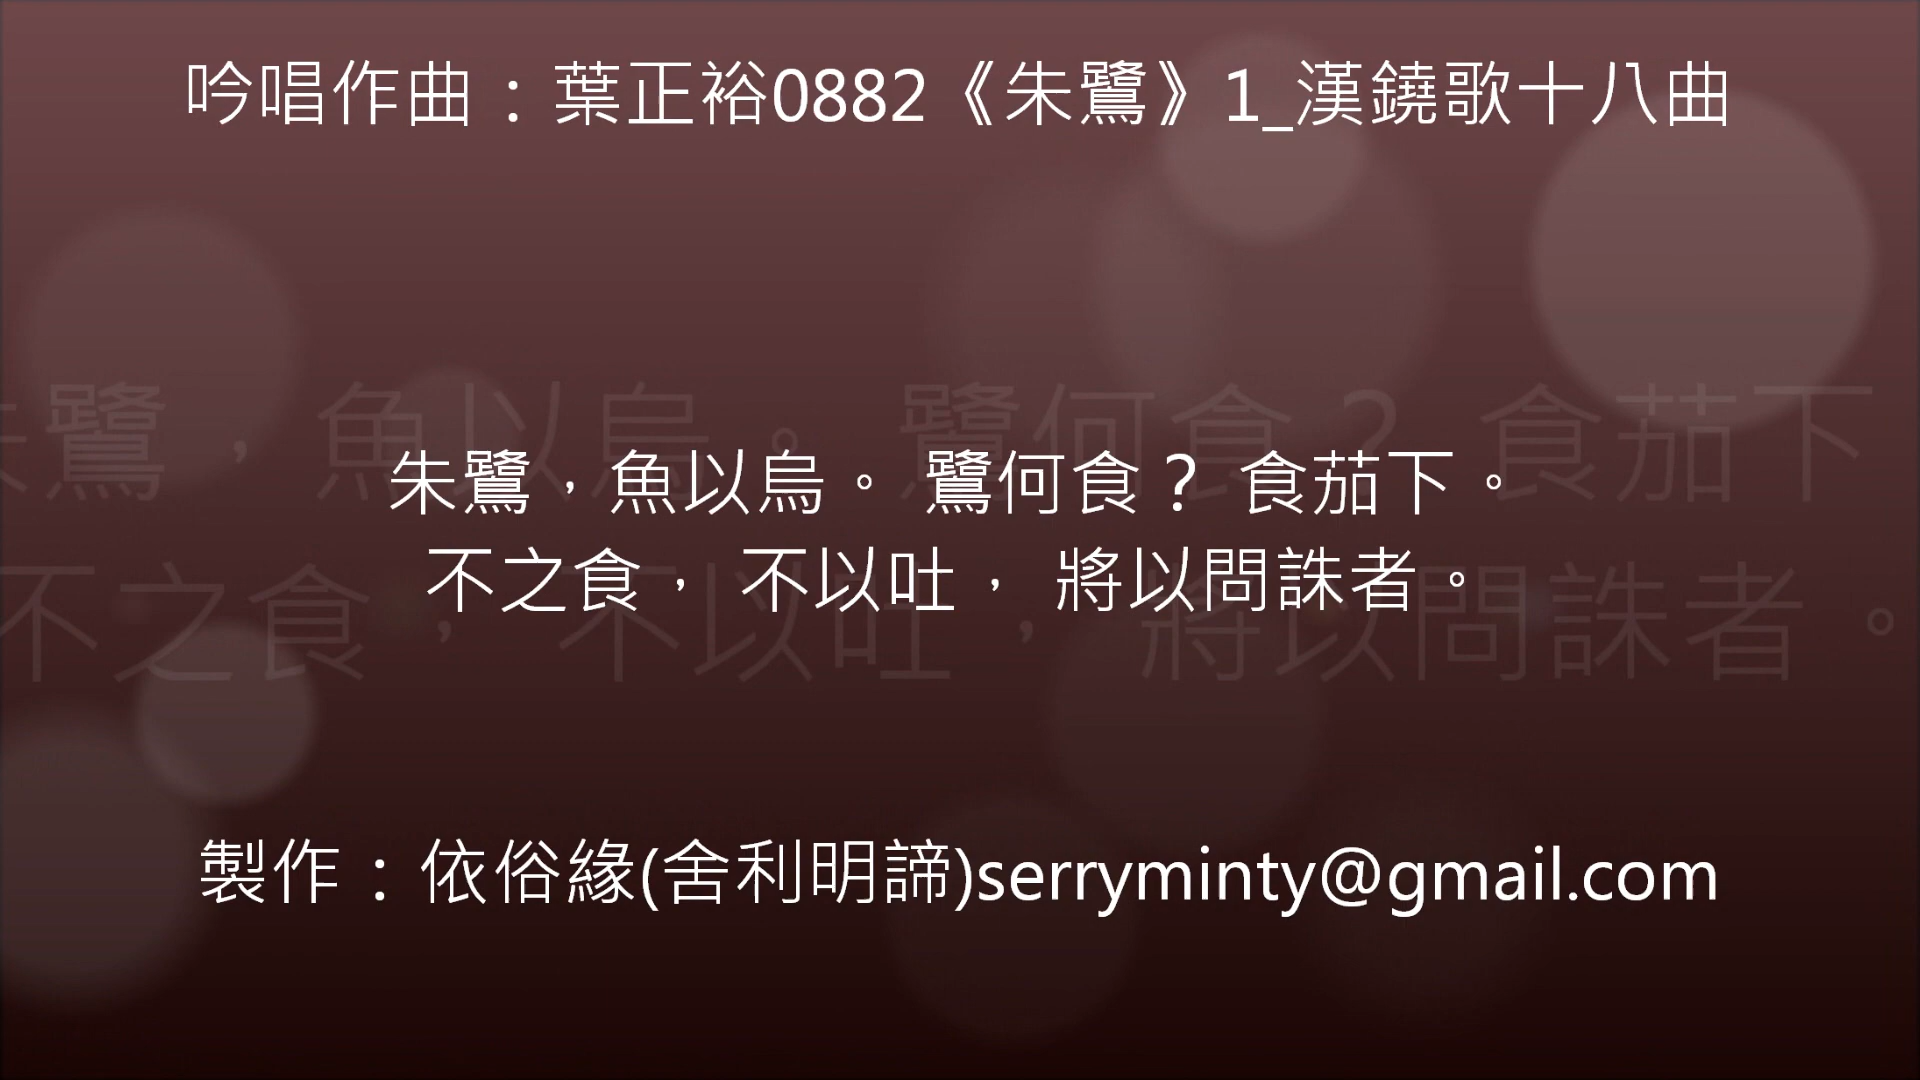 吟唱作曲：葉正裕0882《朱鷺》1_漢鐃歌十八曲
朱鷺，魚以烏。 鷺何食？ 食茄下。
不之食， 不以吐， 將以問誅者。
製作：依俗緣(舍利明諦)serryminty@gmail.com